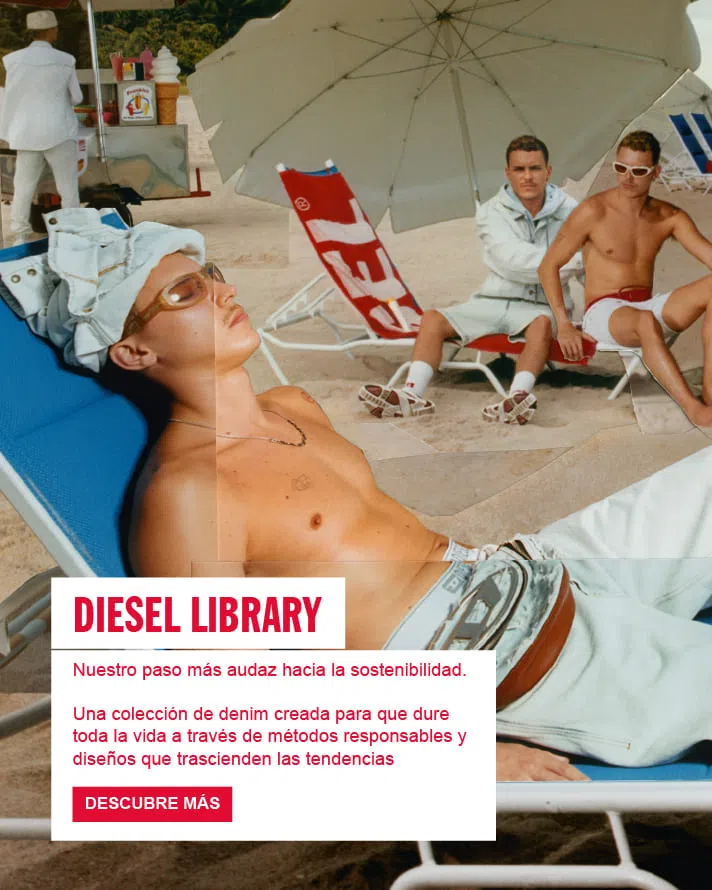 DIESEL LIBRARY
Nuestro paso más audaz hacia la sostenibilidad.
Una colección de denim creada para que dure
toda la vida a través de métodos responsables y
diseños que trascienden las tendencias
DESCUBRE MÁS